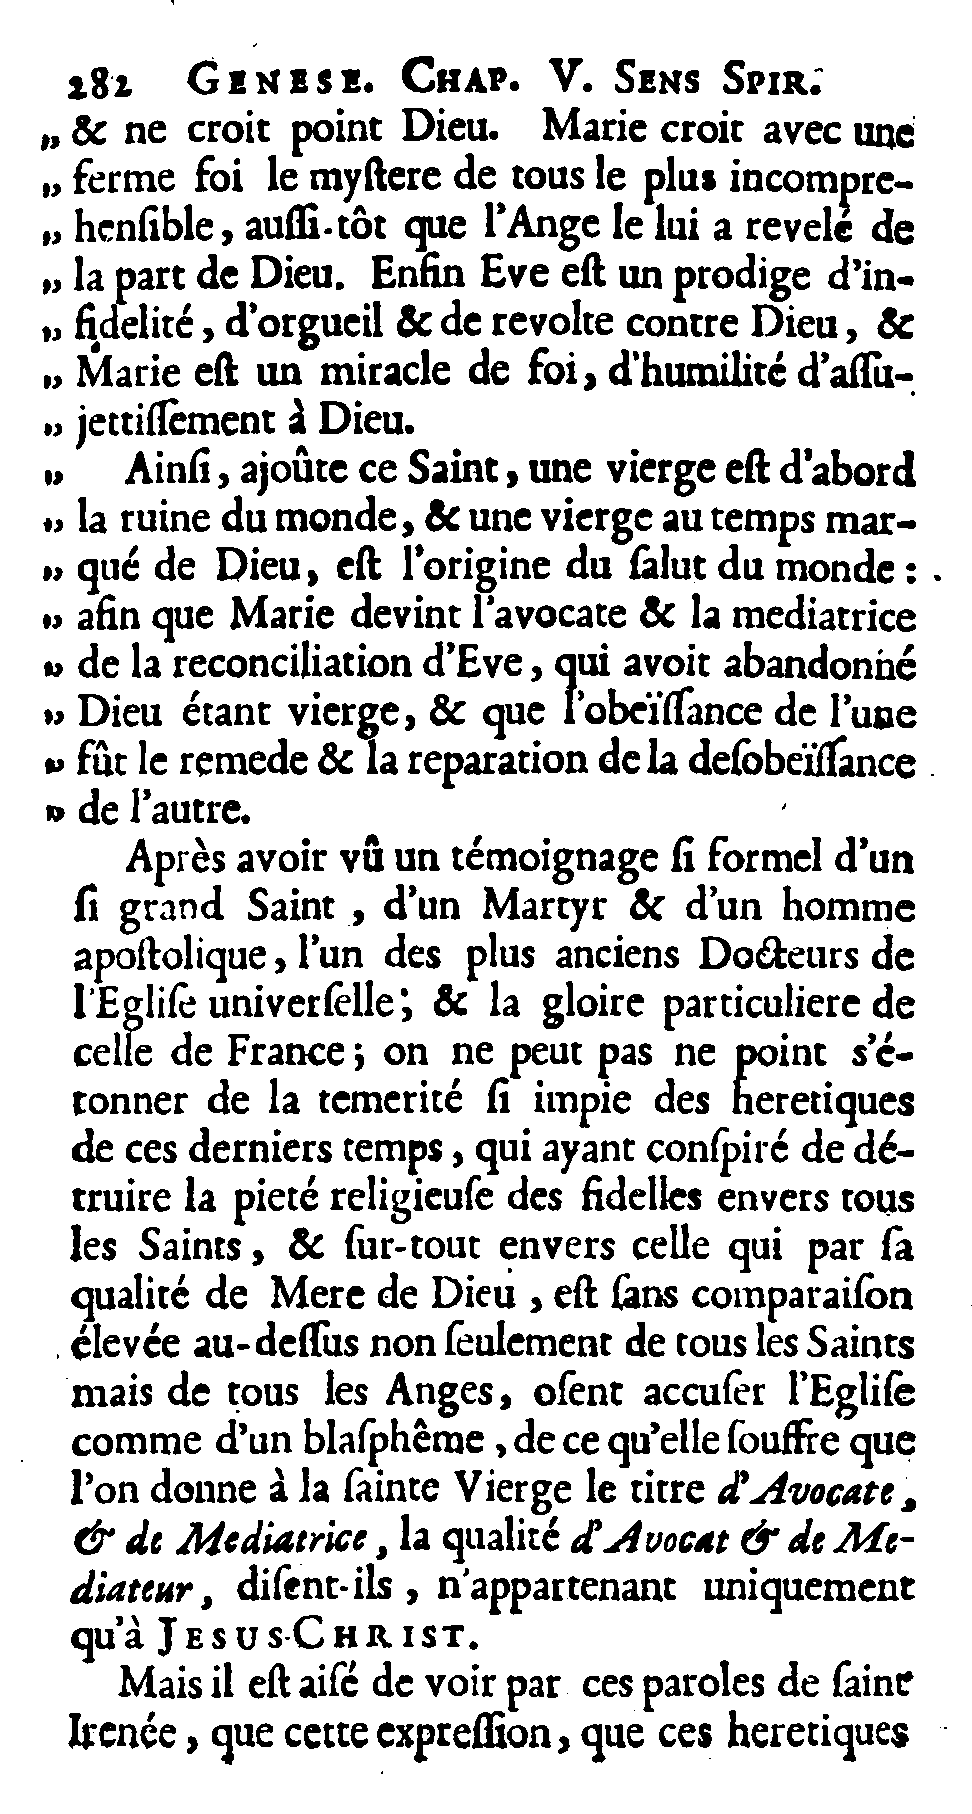 282 GENESE. CHAP. V. SENS SPIR.
„ & ne croit point Dieu. Marie croit avec une
„ ferme foi le myſtere de tous le plus incompre-
„ henſible, auſſi-tôt que l'Ange le lui a revelé de
„ la part de Dieu. Enfin Eve eſt un prodige d'in-
„ fidelité, d'orgueil & de revolte contre Dieu, &
„ Marie eſt un miracle de foi, d'humilité d'aſſu-
„ jettiſſement à Dieu.
„ Ainſi, ajoûte ce Saint, une vierge eſt d'abord
„ la ruine du monde, & une vierge au temps mar-
„ qué de Dieu, eſt l'origine du ſalut du monde :
„ afin que Marie devint l'avocate & la mediatrice
„ de la reconciliation d'Eve, qui avoit abandonné
„ Dieu étant vierge, & que l'obeïſſance de l'une
„ fût le remede & la reparation de la deſobeïſſance
„ de l'autre.
Après avoir vû un témoignage ſi formel d'un
ſi grand Saint, d'un Martyr & d'un homme
apoſtolique, l'un des plus anciens Docteurs de
l'Egliſe univerſelle; & la gloire particuliere de
celle de France; on ne peut pas ne point s'é-
tonner de la temerité ſi impie des heretiques
de ces derniers temps, qui ayant conſpiré de dé-
truire la pieté religieuſe des fidelles envers tous
les Saints, & ſur-tout envers celle qui par ſa
qualité de Mere de Dieu, eſt ſans comparaiſon
élevée au-deſſus non ſeulement de tous les Saints
mais de tous les Anges, oſent accuſer l'Egliſe
comme d'un blaſphême, de ce qu'elle ſouffre que
l'on donne à la ſainte Vierge le titre d'Avocate,
& de Mediatrice, la qualité d'Avocat & de Me-
diateur, diſent-ils, n'appartenant uniquement
qu'à JESUS-CHRIST.
Mais il eſt aiſé de voir par ces paroles de ſaint
Irenée, que cette expreſſion, que ces heretiques